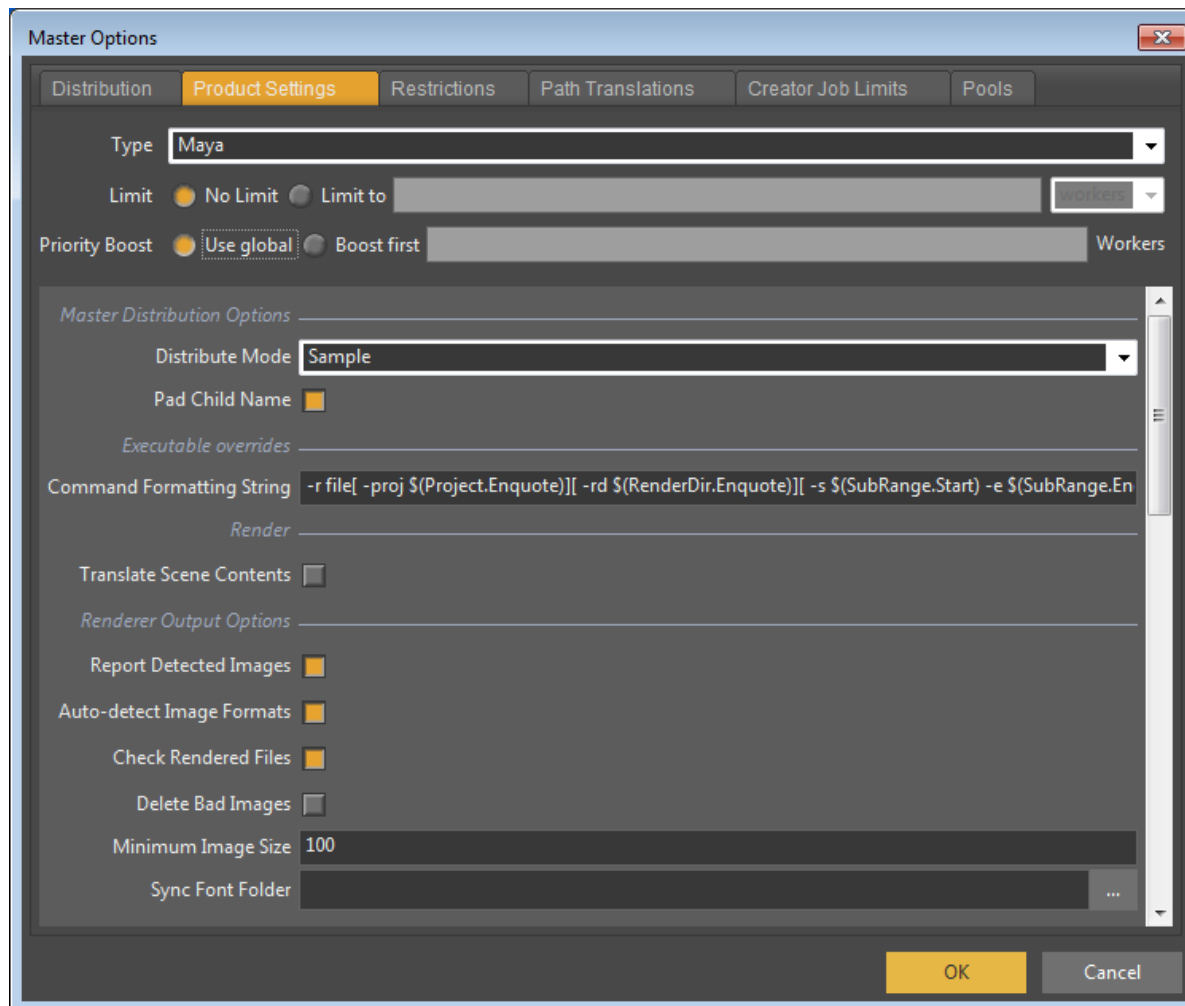 Master Options
Distribution Product Settings Restrictions Path Translations Creator Job Limits Pools
Type Maya
Limit No Limit Limit to workers
Priority Boost Use global Boost first Workers
Master Distribution Options
Distribute Mode Sample
Pad Child Name
Executable overrides
Command Formatting String -r file[ -proj $(Project.Enquote)][ -rd $(RenderDir.Enquote)][ -s $(SubRange.Start) -e $(SubRange.En
Render
Translate Scene Contents
Renderer Output Options
Report Detected Images
Auto-detect Image Formats
Check Rendered Files
Delete Bad Images
Minimum Image Size 100
Sync Font Folder ...
OK Cancel